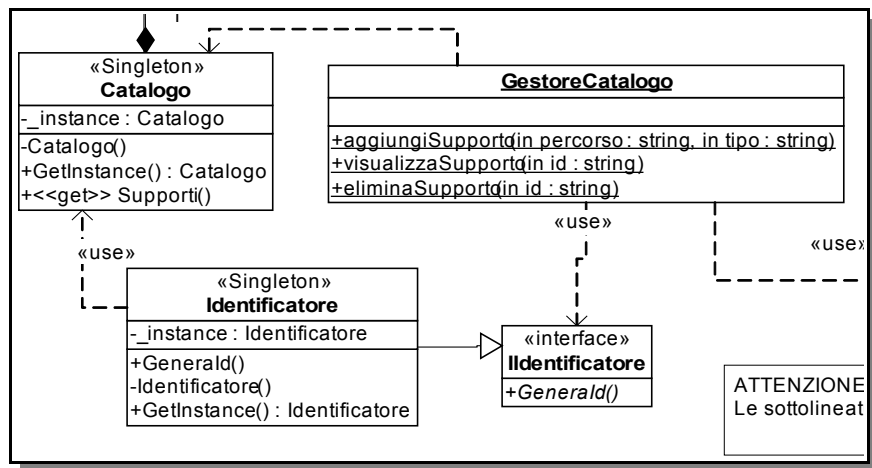 «Singleton»
Catalogo
-_instance : Catalogo
-Catalogo()
+GetInstance() : Catalogo
+<<get>> Supporti()
GestoreCatalogo
+aggiungiSupporto(in percorso : string, in tipo : string)
+visualizzaSupporto(in id : string)
+eliminaSupporto(in id : string)
«use»
«use»
«use»
«Singleton»
Identificatore
-_instance : Identificatore
+GeneraId()
-Identificatore()
+GetInstance() : Identificatore
«interface»
IIdentificatore
+GeneraId()
ATTENZIONE
Le sottolineat